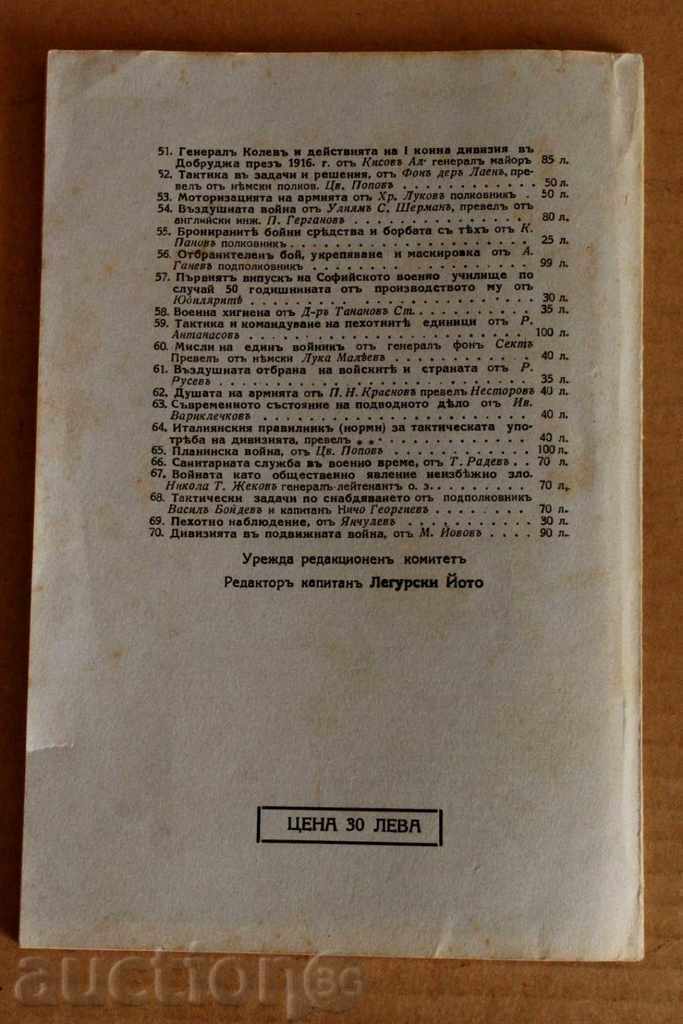 51. Генералъ Колевъ и действията на I конна дивизия въ
Добруджа презъ 1916. г. отъ Кисовъ Ал· генералъ майоръ 85 л.
52. Тактика въ задачи и решения, отъ Фонъ деръ Лаенъ, пре-
велъ отъ нѣмски полков. Цв. Поповъ . . . . . . . . . . . . 50 л.
53. Моторизацията на армията отъ Хр. Луковъ полковникъ . 50 л.
54. Въздушната война отъ Уилямъ С. Шерманъ, превелъ отъ
английски инж. П. Гергановъ . . . . . . . . . . . . . . . 80 л.
55. Бронираните бойни срѣдства и борбата съ тѣхъ отъ К.
Пановъ полковникъ . . . . . . . . . . . . . . . . . . . . 25 л.
56. Отбранителенъ бой, укрепяване и маскировка отъ А.
Ганевъ подполковникъ . . . . . . . . . . . . . . . . . . 99 л.
57. Първиятъ випускъ на Софийското военно училище по
случай 50 годишнината отъ производството му отъ
Юбиляритѣ . . . . . . . . . . . . . . . . . . . . . . . . 30 л.
58. Военна хигиена отъ Д-ръ Танановъ Ст. . . . . . . . . . 35 л.
59. Тактика и командуване на пехотнитѣ единици отъ Р.
Антанасовъ . . . . . . . . . . . . . . . . . . . . . . . 100 л.
60. Мисли на единъ войникъ отъ генералъ фонъ Сектъ
Превелъ отъ нѣмски Лука Малѣевъ . . . . . . . . . . . . . 40 л.
61. Въздушната отбрана на войскитѣ и страната отъ Р.
Русевъ . . . . . . . . . . . . . . . . . . . . . . . . . 35 л.
62. Душата на армията отъ П. Н. Красновъ превелъ Несторовъ 40 л.
63. Съвременното състояние на подводното дѣло отъ Ив.
Вариклечковъ . . . . . . . . . . . . . . . . . . . . . . 40 л.
64. Италиянския правилникъ (норми) за тактическата упо-
трѣба на дивизията, превелъ * * · . . . . . . . . . . . . 40 л.
65. Планинска война, отъ Цв. Поповъ . . . . . . . . . . . . 100 л.
66. Санитарната служба въ военно време, отъ Т. Радевъ . . 70 л.
67. Войната като обществено явление неизбѣжно зло.
Никола Т. Жековъ генералъ-лейтенантъ о. з. . . . . . . . . 70 л.
68. Тактически задачи по снабдяването отъ подполковникъ
Василъ Бойдевъ и капитанъ Ничо Георгиевъ . . . . . . . . 70 л.
69. Пехотно наблюдение, отъ Янчулевъ . . . . . . . . . . . 30 л.
70. Дивизията въ подвижната война, отъ М. Йововъ . . . . 90 л.
Урежда редакционенъ комитетъ
Редакторъ капитанъ Легурски Йото
ЦЕНА 30 ЛЕВА
auctionBG